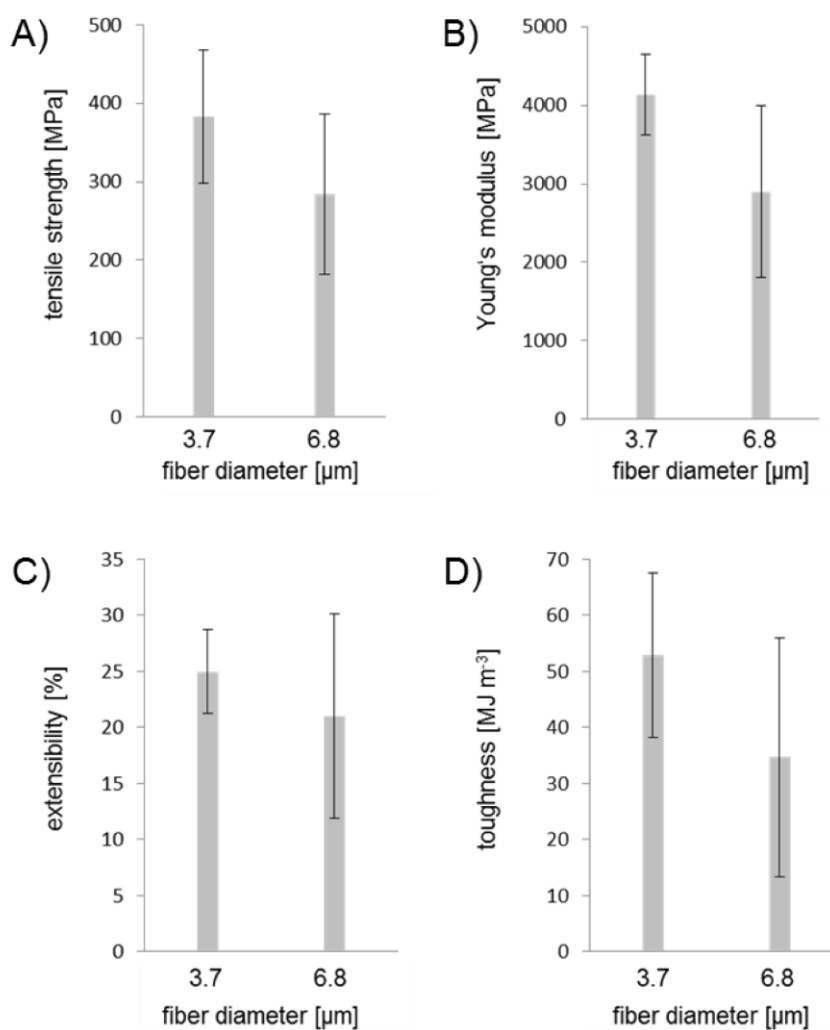 A)
tensile strength [MPa]
500
400
300
200
100
0
3.7 6.8
fiber diameter [µm]
B)
Young's modulus [MPa]
5000
4000
3000
2000
1000
0
3.7 6.8
fiber diameter [µm]
C)
extensibility [%]
35
30
25
20
15
10
5
0
3.7 6.8
fiber diameter [µm]
D)
toughness [MJ m⁻³]
70
60
50
40
30
20
10
0
3.7 6.8
fiber diameter [µm]